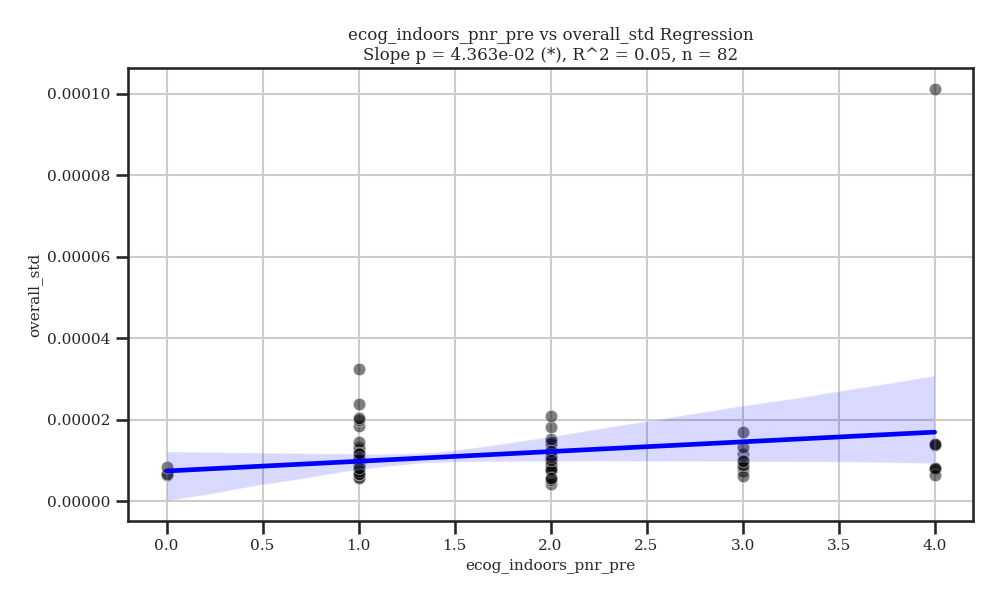 ecog_indoors_pnr_pre vs overall_std Regression
Slope p = 4.363e-02 (*), R^2 = 0.05, n = 82
0.00010
0.00008
0.00006
0.00004
0.00002
0.00000
overall_std
0.0 0.5 1.0 1.5 2.0 2.5 3.0 3.5 4.0
ecog_indoors_pnr_pre